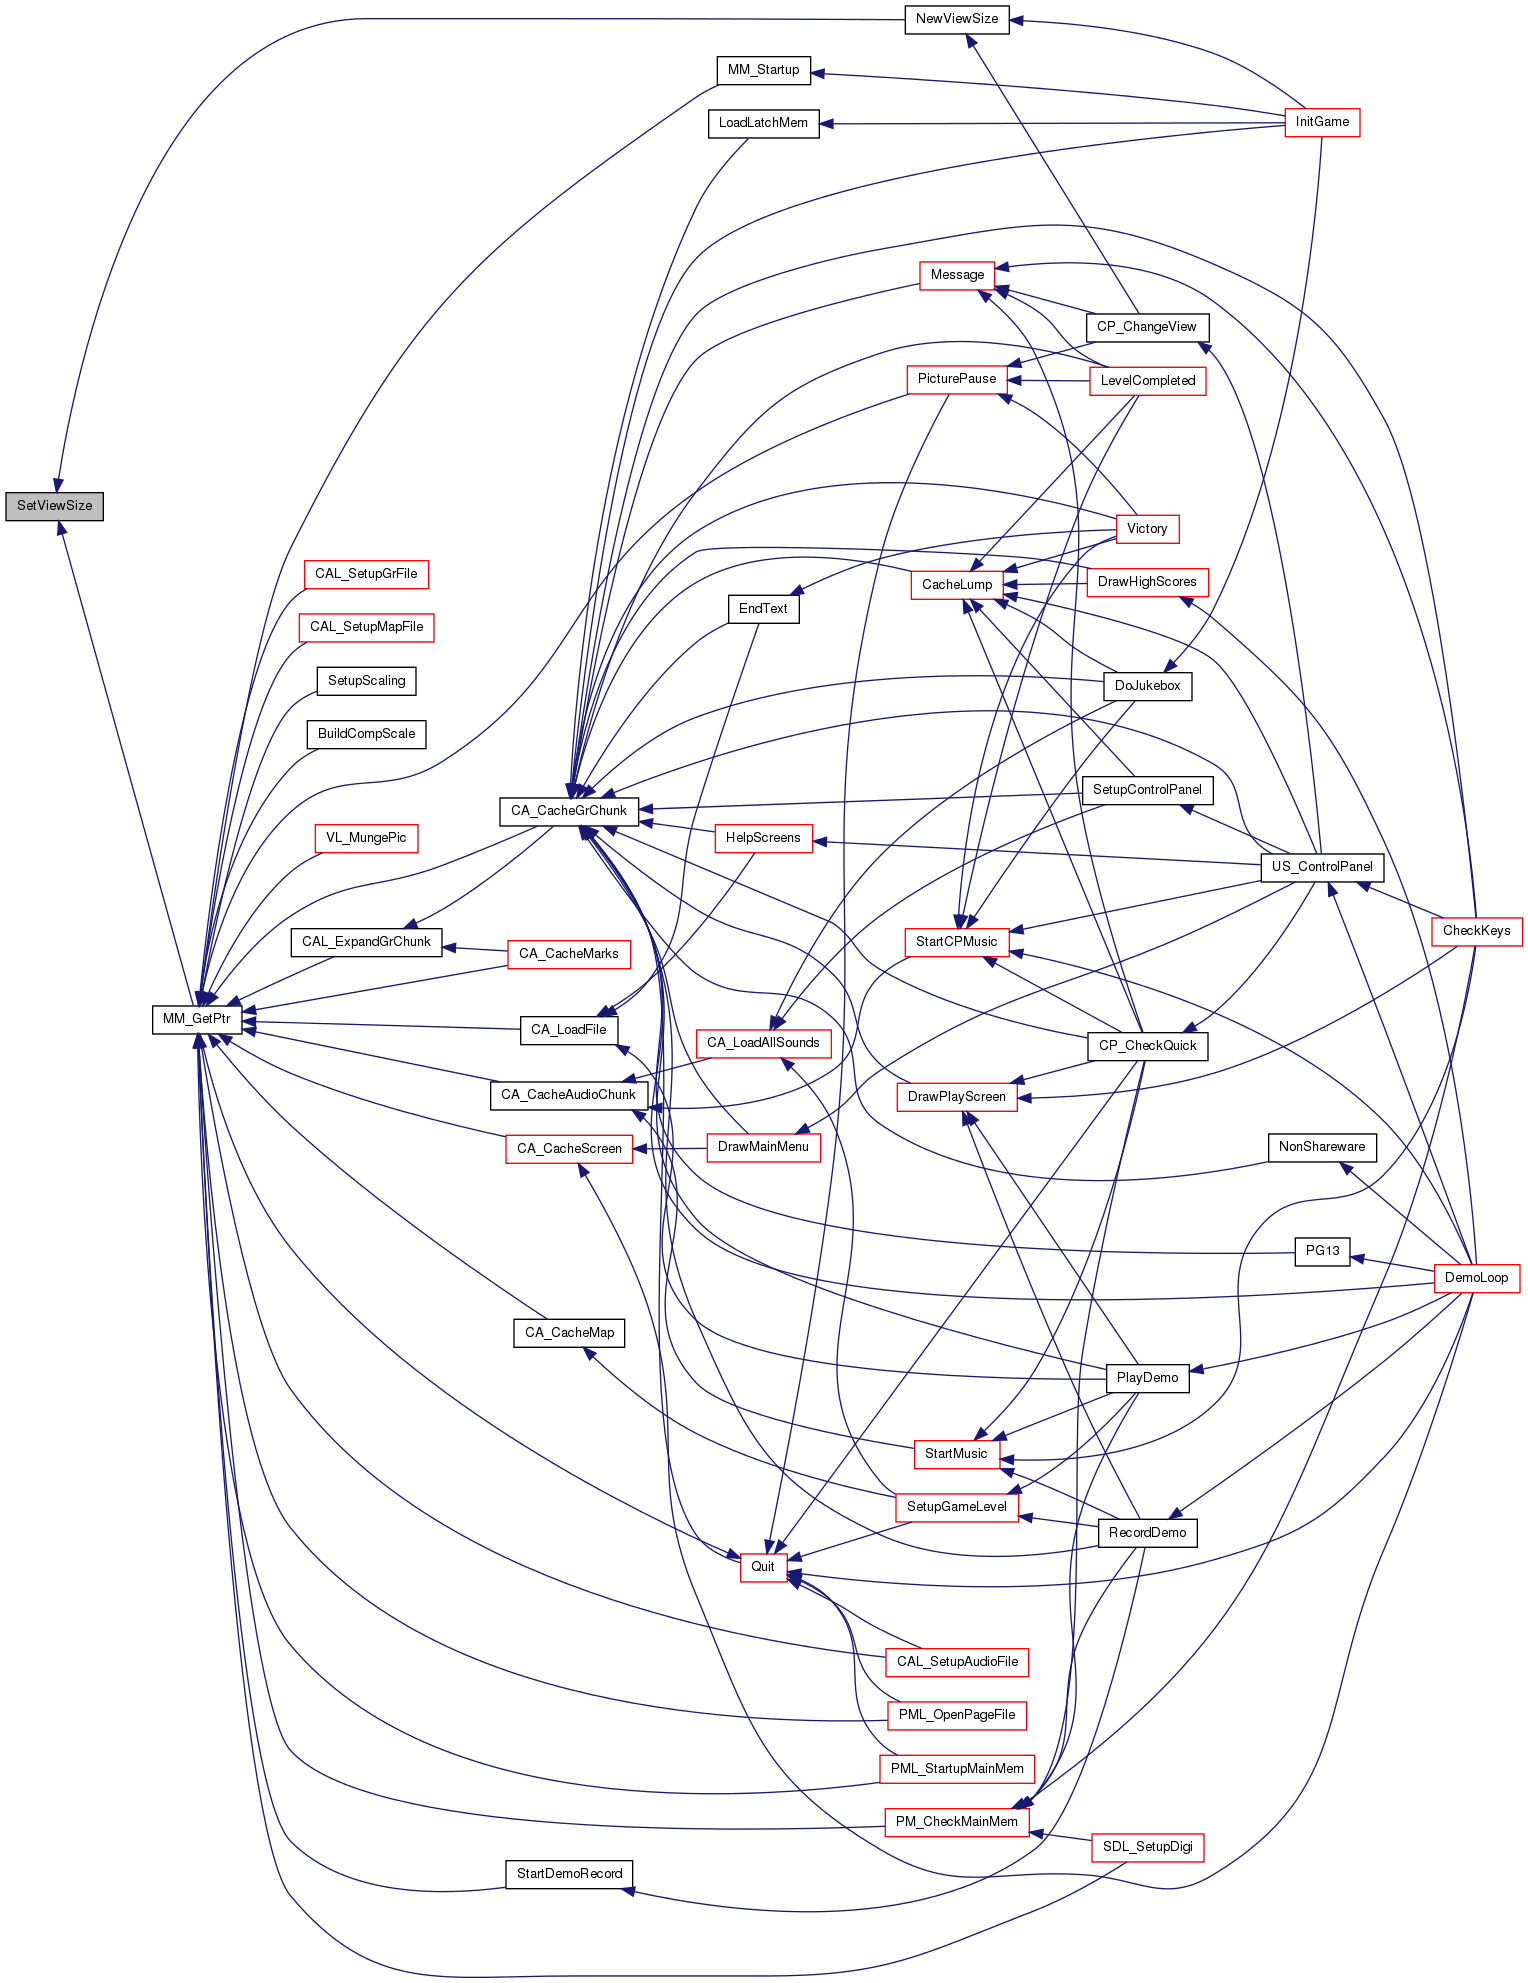 NewViewSize
MM_Startup
LoadLatchMem
InitGame
Message
CP_ChangeView
PicturePause
LevelCompleted
SetViewSize
Victory
CAL_SetupGrFile
CacheLump
DrawHighScores
EndText
CAL_SetupMapFile
SetupScaling
DoJukebox
BuildCompScale
SetupControlPanel
CA_CacheGrChunk
VL_MungePic
HelpScreens
US_ControlPanel
CAL_ExpandGrChunk
CA_CacheMarks
StartCPMusic
CheckKeys
MM_GetPtr
CA_LoadFile
CA_LoadAllSounds
CP_CheckQuick
CA_CacheAudioChunk
DrawPlayScreen
CA_CacheScreen
DrawMainMenu
NonShareware
PG13
DemoLoop
CA_CacheMap
PlayDemo
StartMusic
SetupGameLevel
RecordDemo
Quit
CAL_SetupAudioFile
PML_OpenPageFile
PML_StartupMainMem
PM_CheckMainMem
SDL_SetupDigi
StartDemoRecord